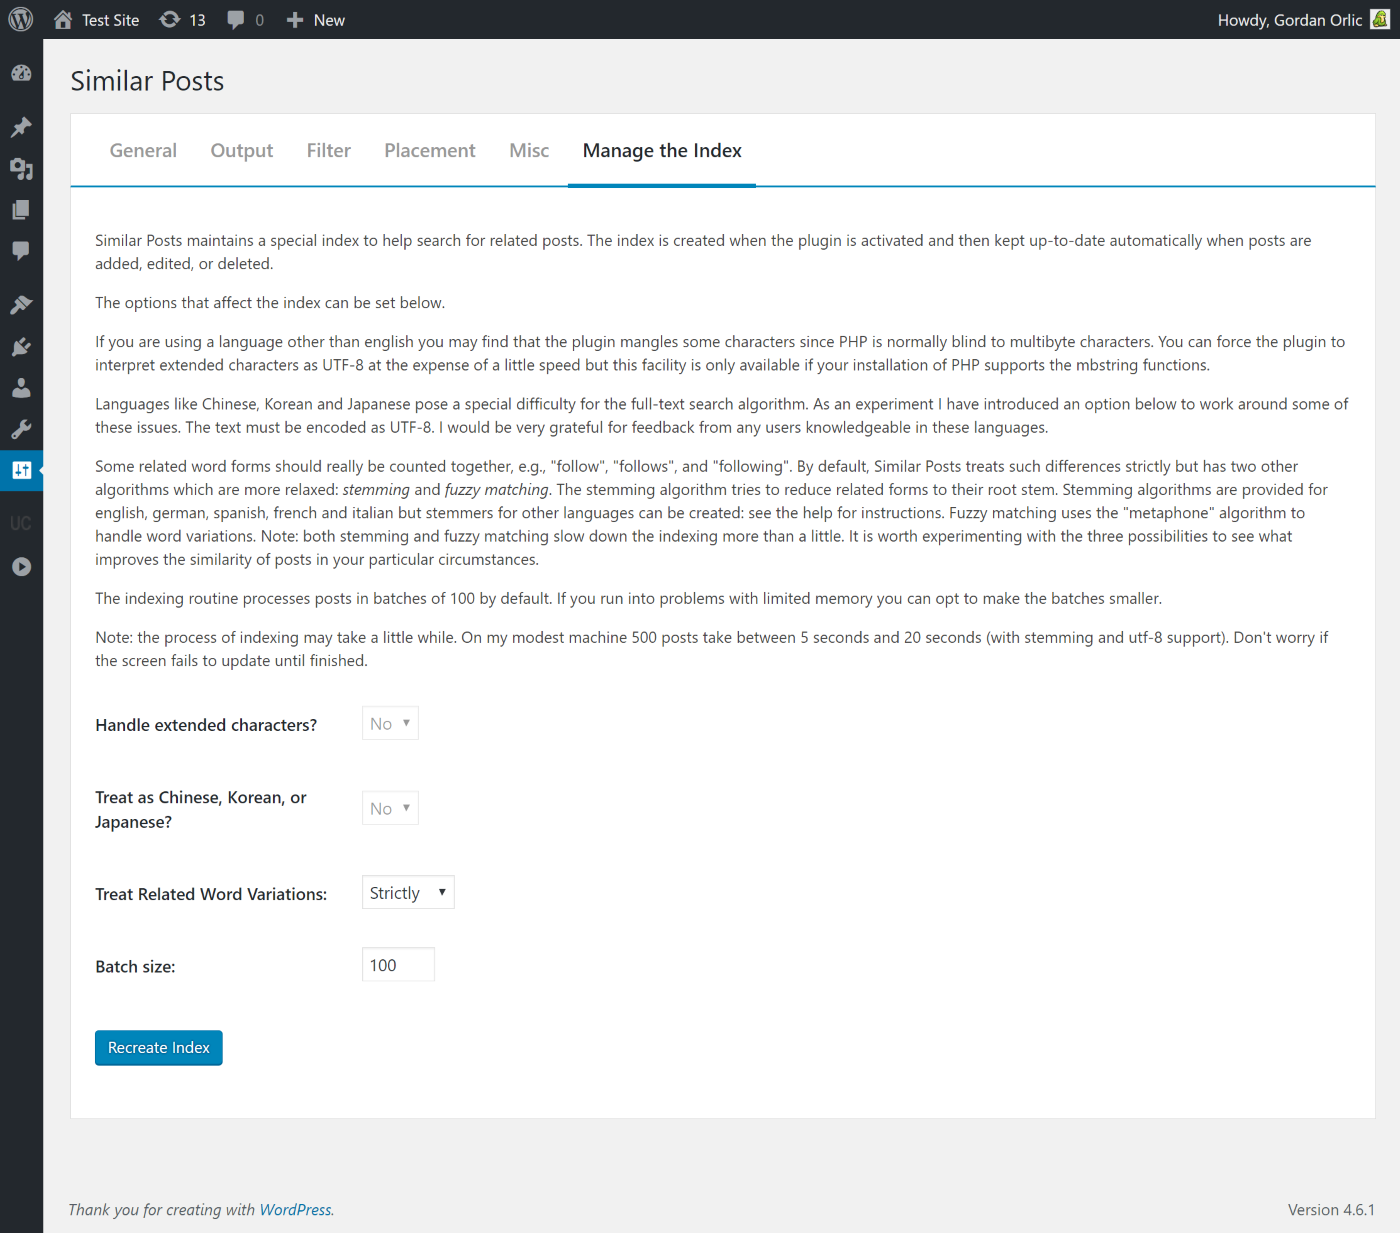 Test Site 13 0 New Howdy, Gordan Orlic
Similar Posts
General Output Filter Placement Misc Manage the Index
Similar Posts maintains a special index to help search for related posts. The index is created when the plugin is activated and then kept up-to-date automatically when posts are
added, edited, or deleted.
The options that affect the index can be set below.
If you are using a language other than english you may find that the plugin mangles some characters since PHP is normally blind to multibyte characters. You can force the plugin to
interpret extended characters as UTF-8 at the expense of a little speed but this facility is only available if your installation of PHP supports the mbstring functions.
Languages like Chinese, Korean and Japanese pose a special difficulty for the full-text search algorithm. As an experiment I have introduced an option below to work around some of
these issues. The text must be encoded as UTF-8. I would be very grateful for feedback from any users knowledgeable in these languages.
Some related word forms should really be counted together, e.g., "follow", "follows", and "following". By default, Similar Posts treats such differences strictly but has two other
algorithms which are more relaxed: stemming and fuzzy matching. The stemming algorithm tries to reduce related forms to their root stem. Stemming algorithms are provided for
english, german, spanish, french and italian but stemmers for other languages can be created: see the help for instructions. Fuzzy matching uses the "metaphone" algorithm to
handle word variations. Note: both stemming and fuzzy matching slow down the indexing more than a little. It is worth experimenting with the three possibilities to see what
improves the similarity of posts in your particular circumstances.
The indexing routine processes posts in batches of 100 by default. If you run into problems with limited memory you can opt to make the batches smaller.
Note: the process of indexing may take a little while. On my modest machine 500 posts take between 5 seconds and 20 seconds (with stemming and utf-8 support). Don't worry if
the screen fails to update until finished.
UC
Handle extended characters? No
Treat as Chinese, Korean, or
Japanese? No
Treat Related Word Variations: Strictly
Batch size: 100
Recreate Index
Thank you for creating with WordPress. Version 4.6.1